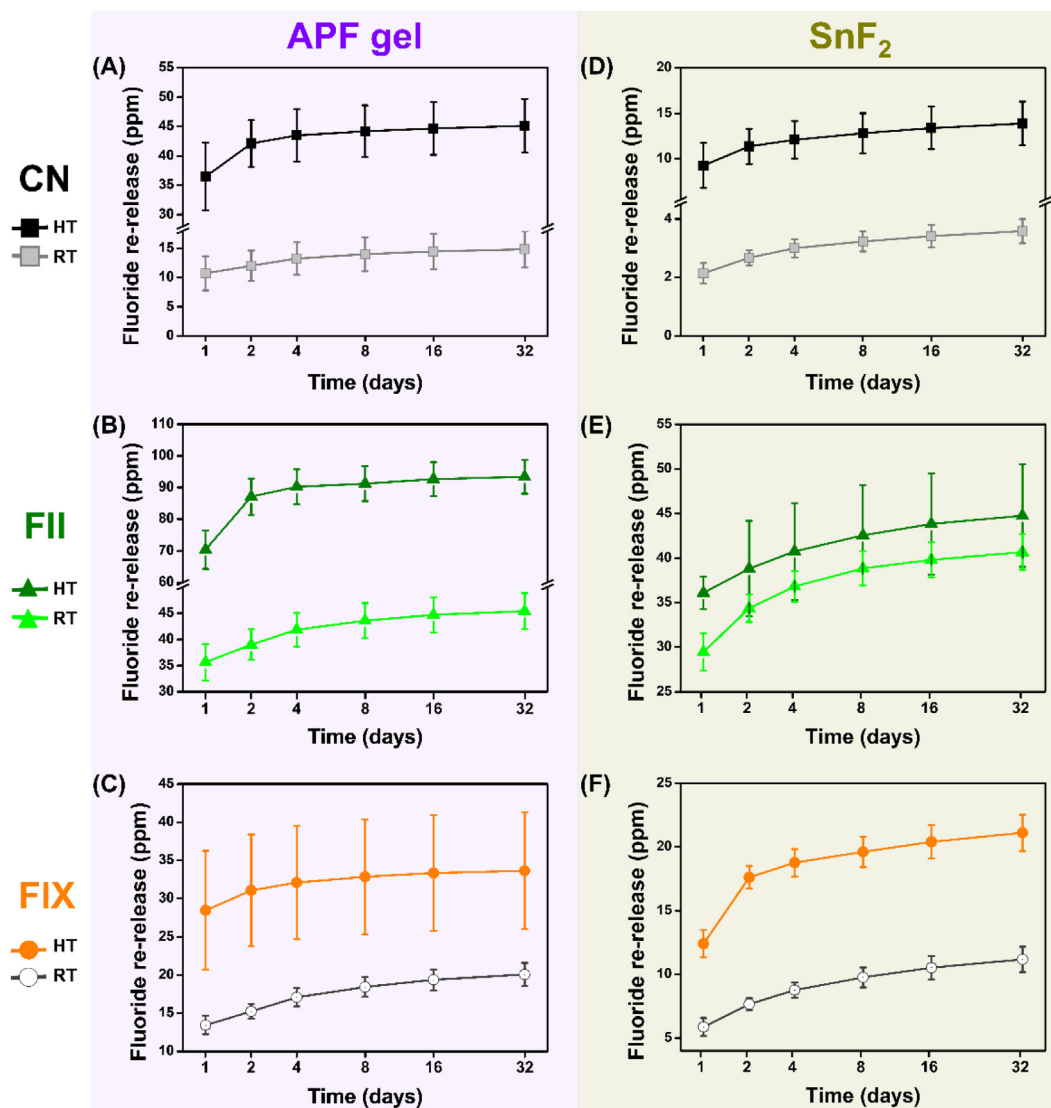 APF gel
SnF₂
CN
HT
RT
(A)
Fluoride re-release (ppm)
55
50
45
40
35
30
15
10
5
0
1 2 4 8 16 32
Time (days)
(D)
Fluoride re-release (ppm)
20
15
10
4
2
0
1 2 4 8 16 32
Time (days)
FII
HT
RT
(B)
Fluoride re-release (ppm)
110
100
90
80
70
60
45
40
35
30
1 2 4 8 16 32
Time (days)
(E)
Fluoride re-release (ppm)
55
50
45
40
35
30
25
1 2 4 8 16 32
Time (days)
FIX
HT
RT
(C)
Fluoride re-release (ppm)
45
40
35
30
25
20
15
10
1 2 4 8 16 32
Time (days)
(F)
Fluoride re-release (ppm)
25
20
15
10
5
1 2 4 8 16 32
Time (days)